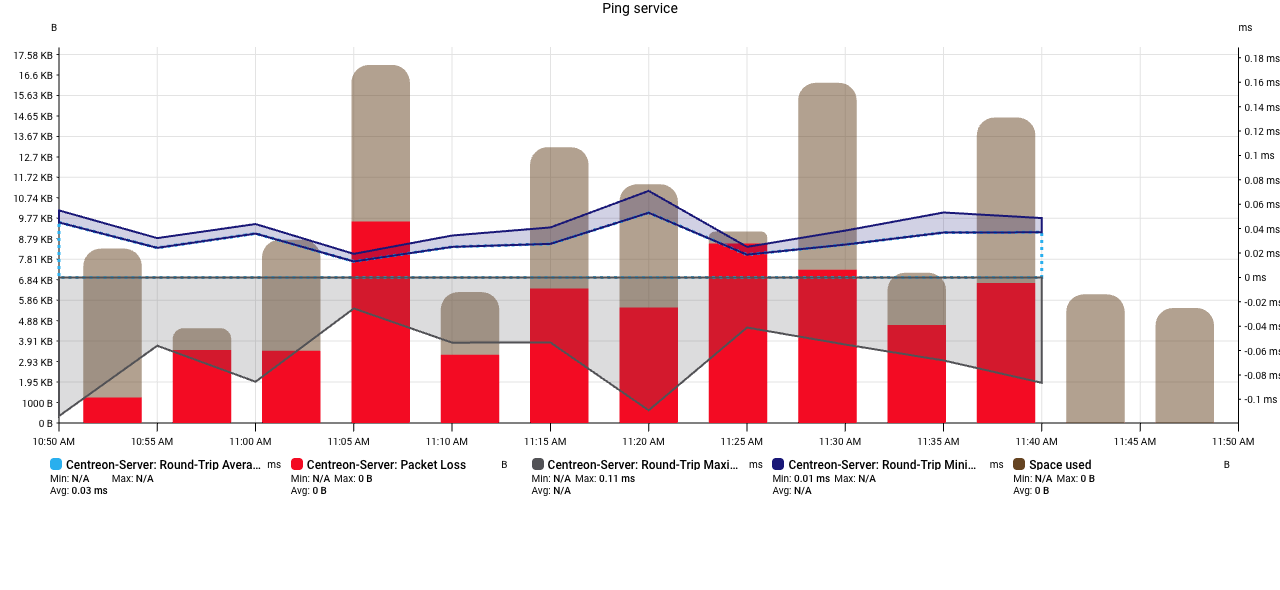 Ping service
B
ms
17.58 KB
16.6 KB
15.63 KB
14.65 KB
13.67 KB
12.7 KB
11.72 KB
10.74 KB
9.77 KB
8.79 KB
7.81 KB
6.84 KB
5.86 KB
4.88 KB
3.91 KB
2.93 KB
1.95 KB
1000 B
0 B
0.18 ms
0.16 ms
0.14 ms
0.12 ms
0.1 ms
0.08 ms
0.06 ms
0.04 ms
0.02 ms
0 ms
-0.02 ms
-0.04 ms
-0.06 ms
-0.08 ms
-0.1 ms
10:50 AM 10:55 AM 11:00 AM 11:05 AM 11:10 AM 11:15 AM 11:20 AM 11:25 AM 11:30 AM 11:35 AM 11:40 AM 11:45 AM 11:50 AM
Centreon-Server: Round-Trip Avera... ms
Min: N/A Max: N/A
Avg: 0.03 ms
Centreon-Server: Packet Loss B
Min: N/A Max: 0 B
Avg: 0 B
Centreon-Server: Round-Trip Maxi... ms
Min: N/A Max: 0.11 ms
Avg: N/A
Centreon-Server: Round-Trip Mini... ms
Min: 0.01 ms Max: N/A
Avg: N/A
Space used B
Min: N/A Max: 0 B
Avg: 0 B